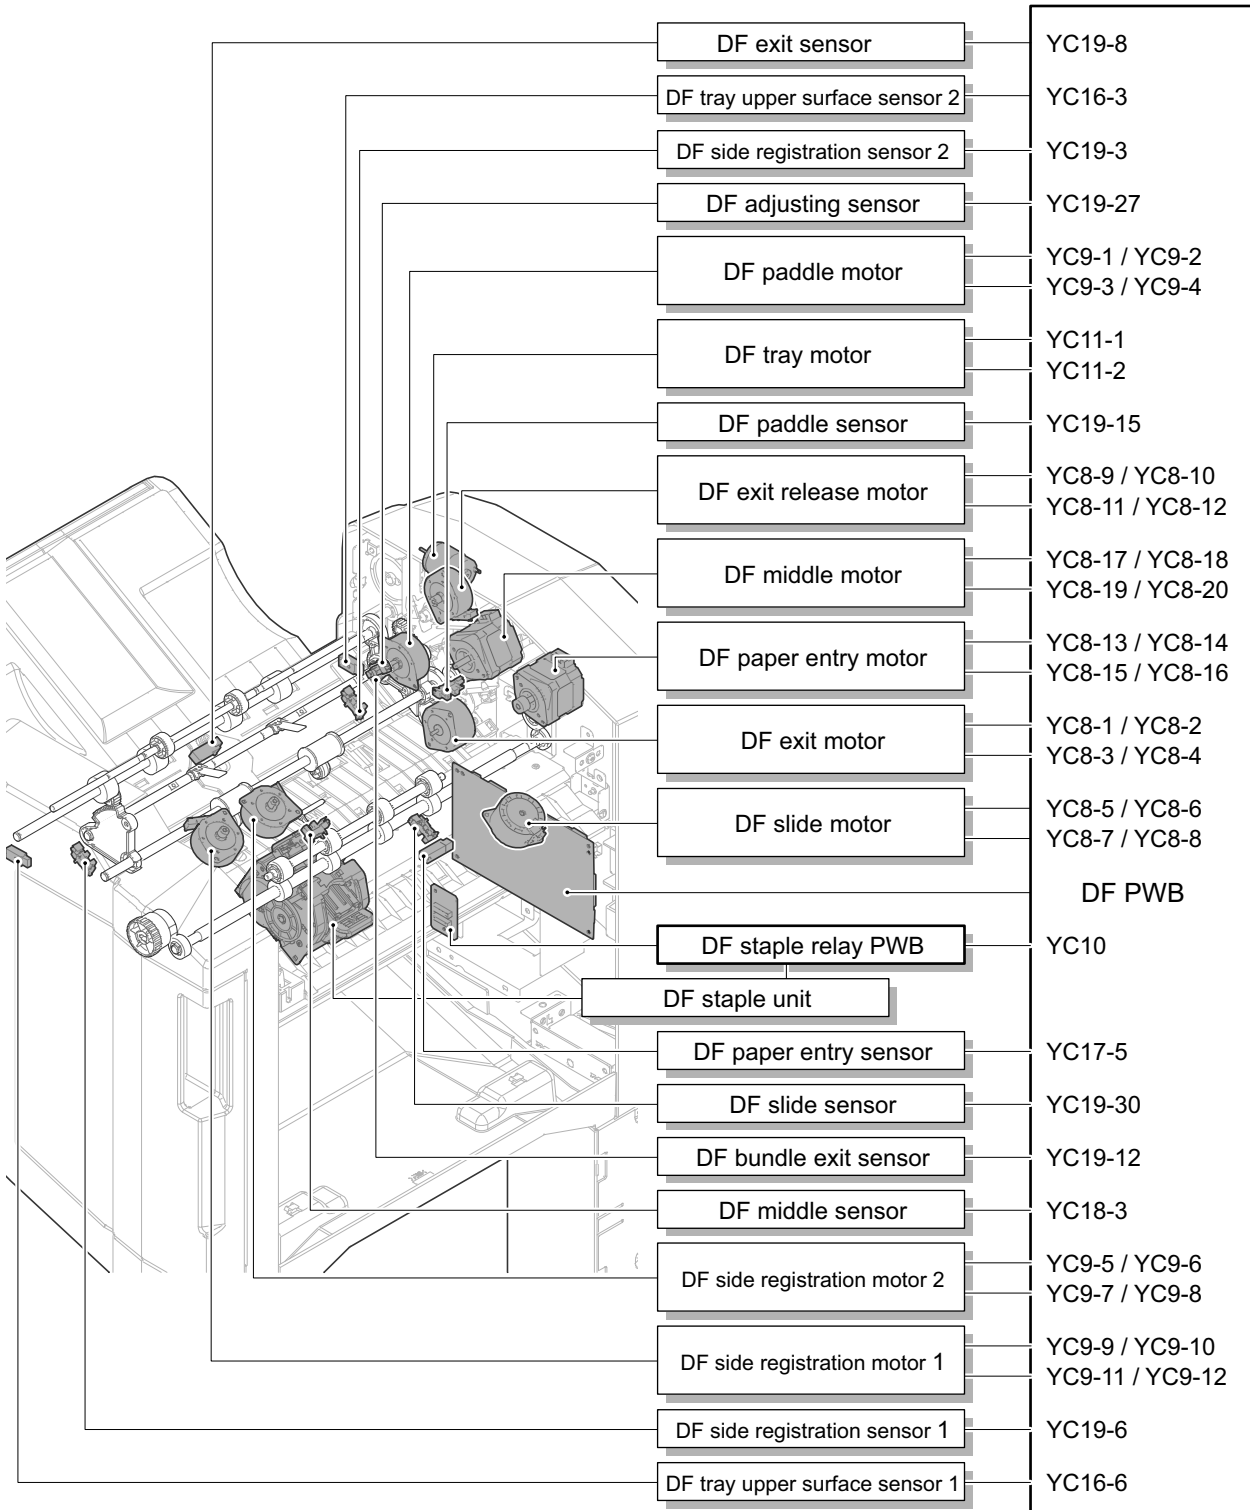 DF exit sensor YC19-8
DF tray upper surface sensor 2 YC16-3
DF side registration sensor 2 YC19-3
DF adjusting sensor YC19-27
DF paddle motor YC9-1 / YC9-2
YC9-3 / YC9-4
DF tray motor YC11-1
YC11-2
DF paddle sensor YC19-15
DF exit release motor YC8-9 / YC8-10
YC8-11 / YC8-12
DF middle motor YC8-17 / YC8-18
YC8-19 / YC8-20
DF paper entry motor YC8-13 / YC8-14
YC8-15 / YC8-16
DF exit motor YC8-1 / YC8-2
YC8-3 / YC8-4
DF slide motor YC8-5 / YC8-6
YC8-7 / YC8-8
DF PWB
DF staple relay PWB YC10
DF staple unit
DF paper entry sensor YC17-5
DF slide sensor YC19-30
DF bundle exit sensor YC19-12
DF middle sensor YC18-3
DF side registration motor 2 YC9-5 / YC9-6
YC9-7 / YC9-8
DF side registration motor 1 YC9-9 / YC9-10
YC9-11 / YC9-12
DF side registration sensor 1 YC19-6
DF tray upper surface sensor 1 YC16-6